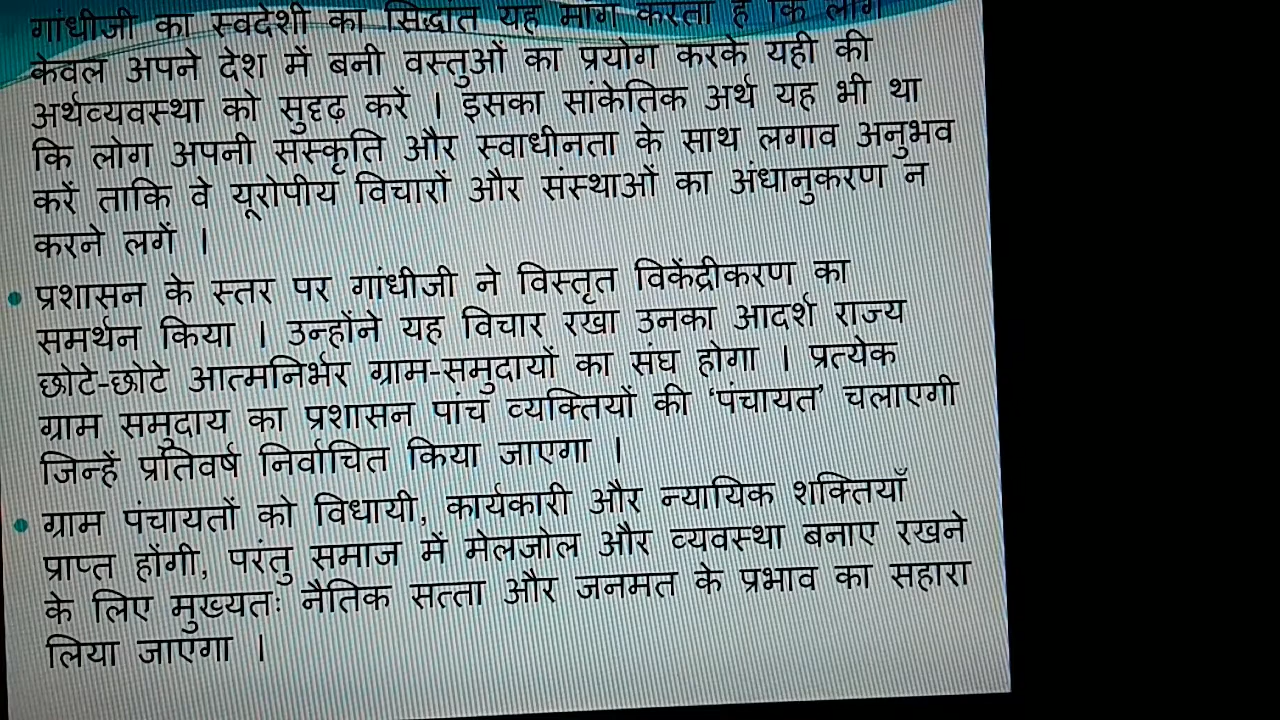 गांधीजी का स्वदेशी का सिद्धांत यह मांग करता है कि लोग
केवल अपने देश में बनी वस्तुओं का प्रयोग करके यही की
अर्थव्यवस्था को सुदृढ़ करें । इसका सांकेतिक अर्थ यह भी था
कि लोग अपनी संस्कृति और स्वाधीनता के साथ लगाव अनुभव
करें ताकि वे यूरोपीय विचारों और संस्थाओं का अंधानुकरण न
करने लगें ।
प्रशासन के स्तर पर गांधीजी ने विस्तृत विकेंद्रीकरण का
समर्थन किया । उन्होंने यह विचार रखा उनका आदर्श राज्य
छोटे-छोटे आत्मनिर्भर ग्राम-समुदायों का संघ होगा । प्रत्येक
ग्राम समुदाय का प्रशासन पांच व्यक्तियों की ‘पंचायत’ चलाएगी
जिन्हें प्रतिवर्ष निर्वाचित किया जाएगा ।
ग्राम पंचायतों को विधायी, कार्यकारी और न्यायिक शक्तियाँ
प्राप्त होंगी, परंतु समाज में मेलजोल और व्यवस्था बनाए रखने
के लिए मुख्यतः नैतिक सत्ता और जनमत के प्रभाव का सहारा
लिया जाएगा ।